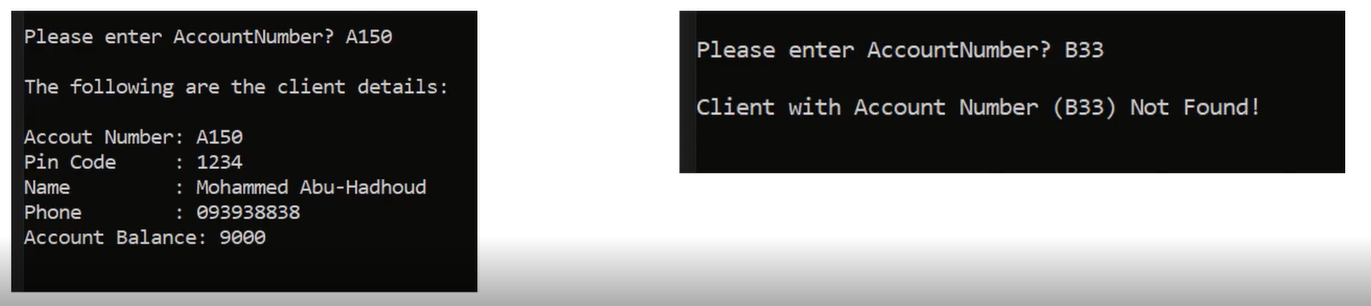 Please enter AccountNumber? A150
The following are the client details:
Accout Number: A150
Pin Code     : 1234
Name         : Mohammed Abu-Hadhoud
Phone        : 093938838
Account Balance: 9000
Please enter AccountNumber? B33
Client with Account Number (B33) Not Found!